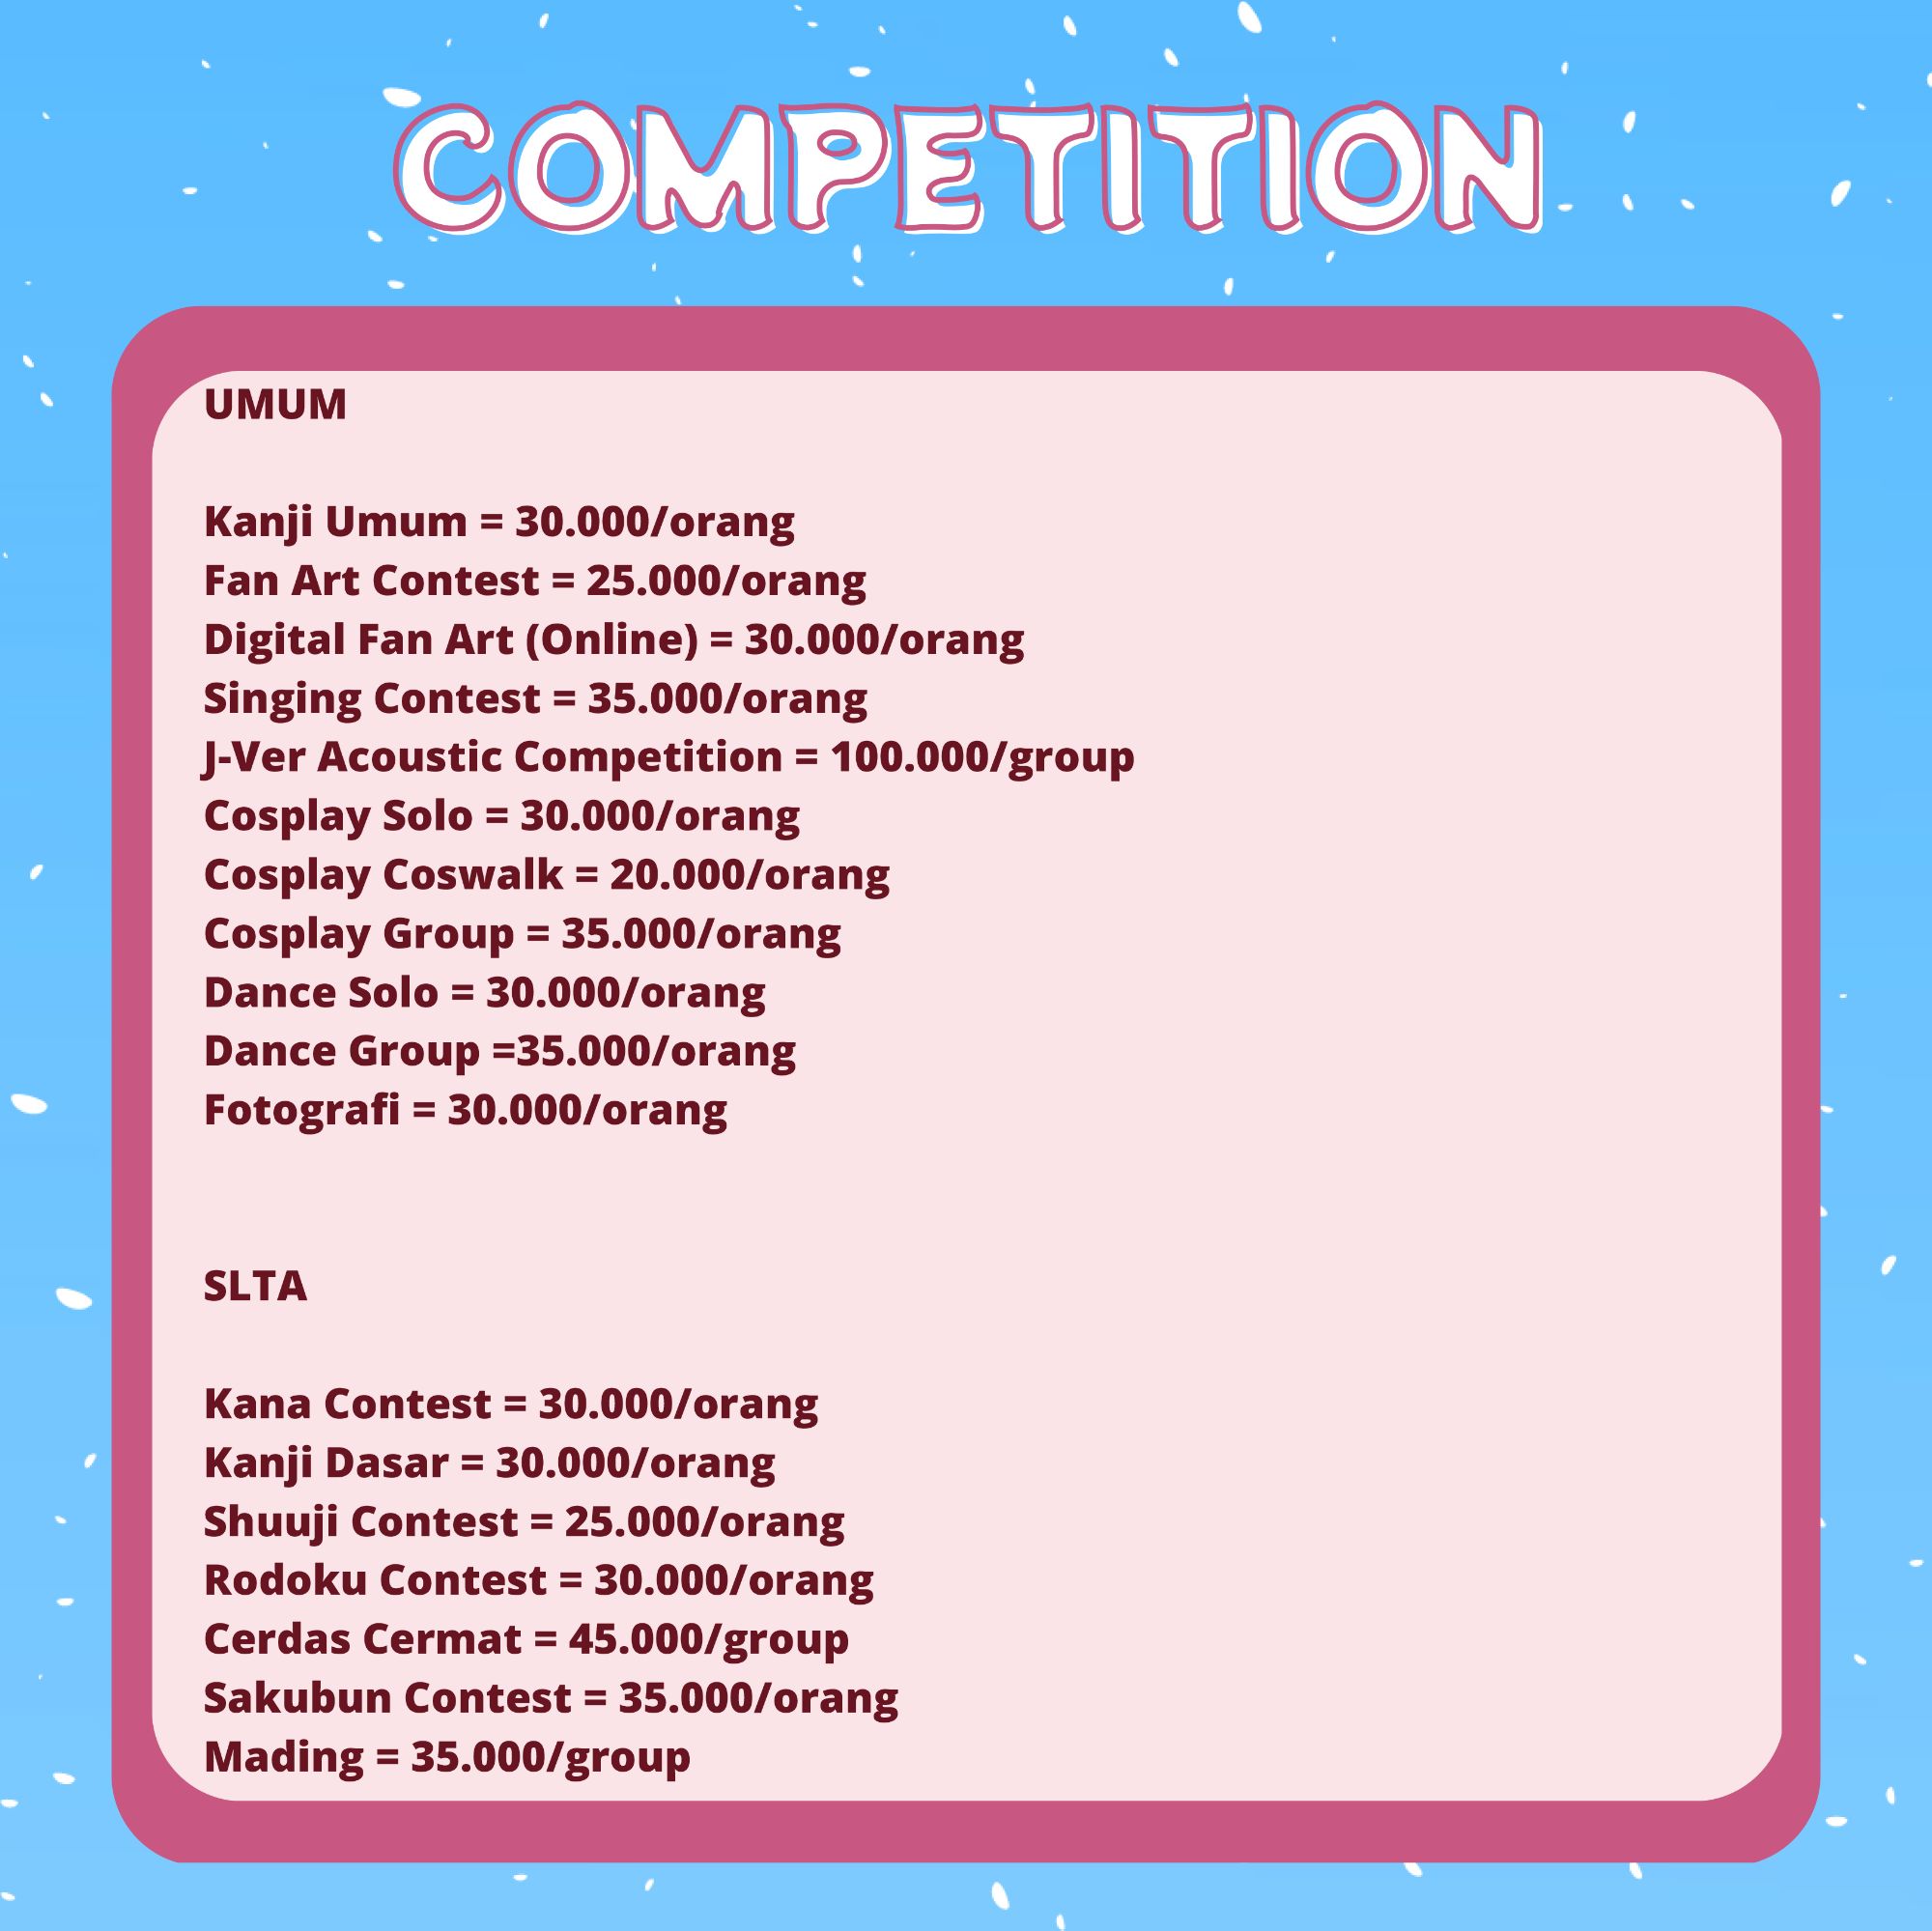 COMPETITION
UMUM
Kanji Umum = 30.000/orang
Fan Art Contest = 25.000/orang
Digital Fan Art (Online) = 30.000/orang
Singing Contest = 35.000/orang
J-Ver Acoustic Competition = 100.000/group
Cosplay Solo = 30.000/orang
Cosplay Coswalk = 20.000/orang
Cosplay Group = 35.000/orang
Dance Solo = 30.000/orang
Dance Group =35.000/orang
Fotografi = 30.000/orang
SLTA
Kana Contest = 30.000/orang
Kanji Dasar = 30.000/orang
Shuuji Contest = 25.000/orang
Rodoku Contest = 30.000/orang
Cerdas Cermat = 45.000/group
Sakubun Contest = 35.000/orang
Mading = 35.000/group